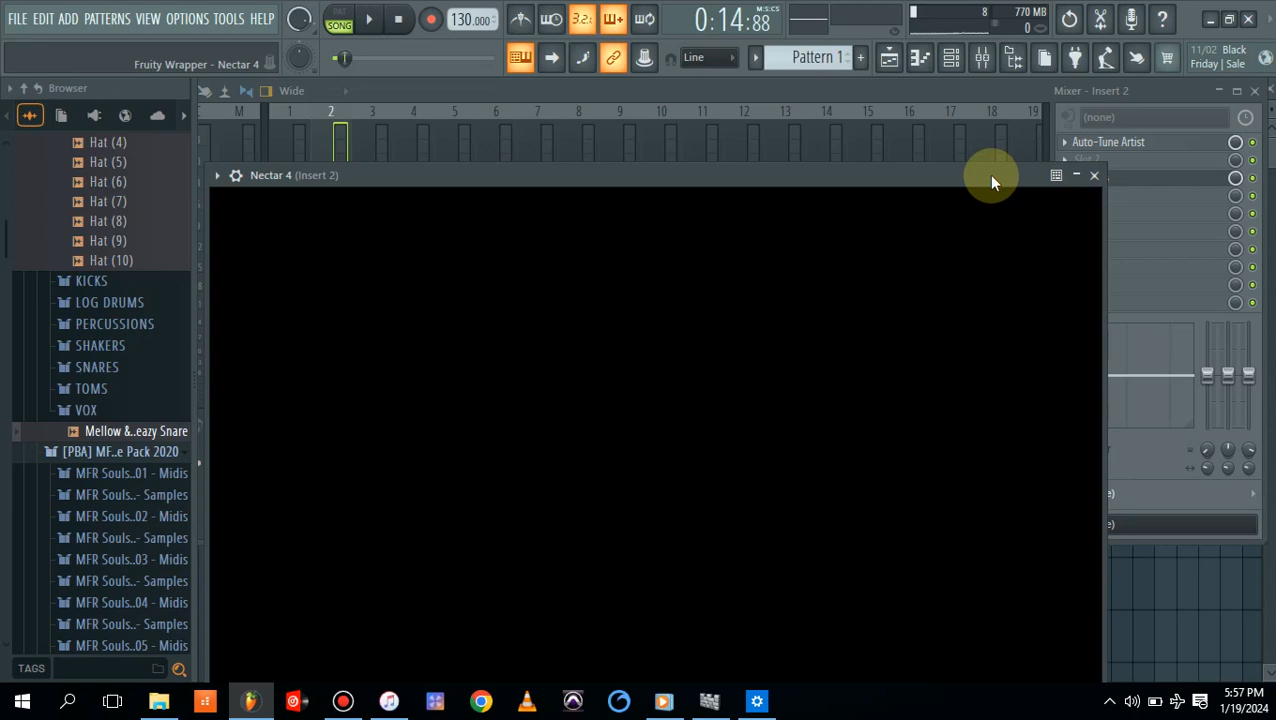 FILE EDIT ADD PATTERNS VIEW OPTIONS TOOLS HELP
PAT
SONG
130.000
3.2.
0:14:88
M:S:CS
8
770 MB
0
Fruity Wrapper - Nectar 4
Line
Pattern 1
11/02 Black
Friday | Sale
Browser
Wide
Mixer - Insert 2
M 1 2 3 4 5 6 7 8 9 10 11 12 13 14 15 16 17 18 19
(none)
Auto-Tune Artist
Slot 2
Nectar 4 (Insert 2)
Hat (4)
Hat (5)
Hat (6)
Hat (7)
Hat (8)
Hat (9)
Hat (10)
KICKS
LOG DRUMS
PERCUSSIONS
SHAKERS
SNARES
TOMS
VOX
Mellow &..eazy Snare
[PBA] MF..e Pack 2020
MFR Souls..01 - Midis
MFR Souls..- Samples
MFR Souls..02 - Midis
MFR Souls..- Samples
MFR Souls..03 - Midis
MFR Souls..- Samples
MFR Souls..04 - Midis
MFR Souls..- Samples
MFR Souls..05 - Midis
TAGS
5:57 PM
1/19/2024